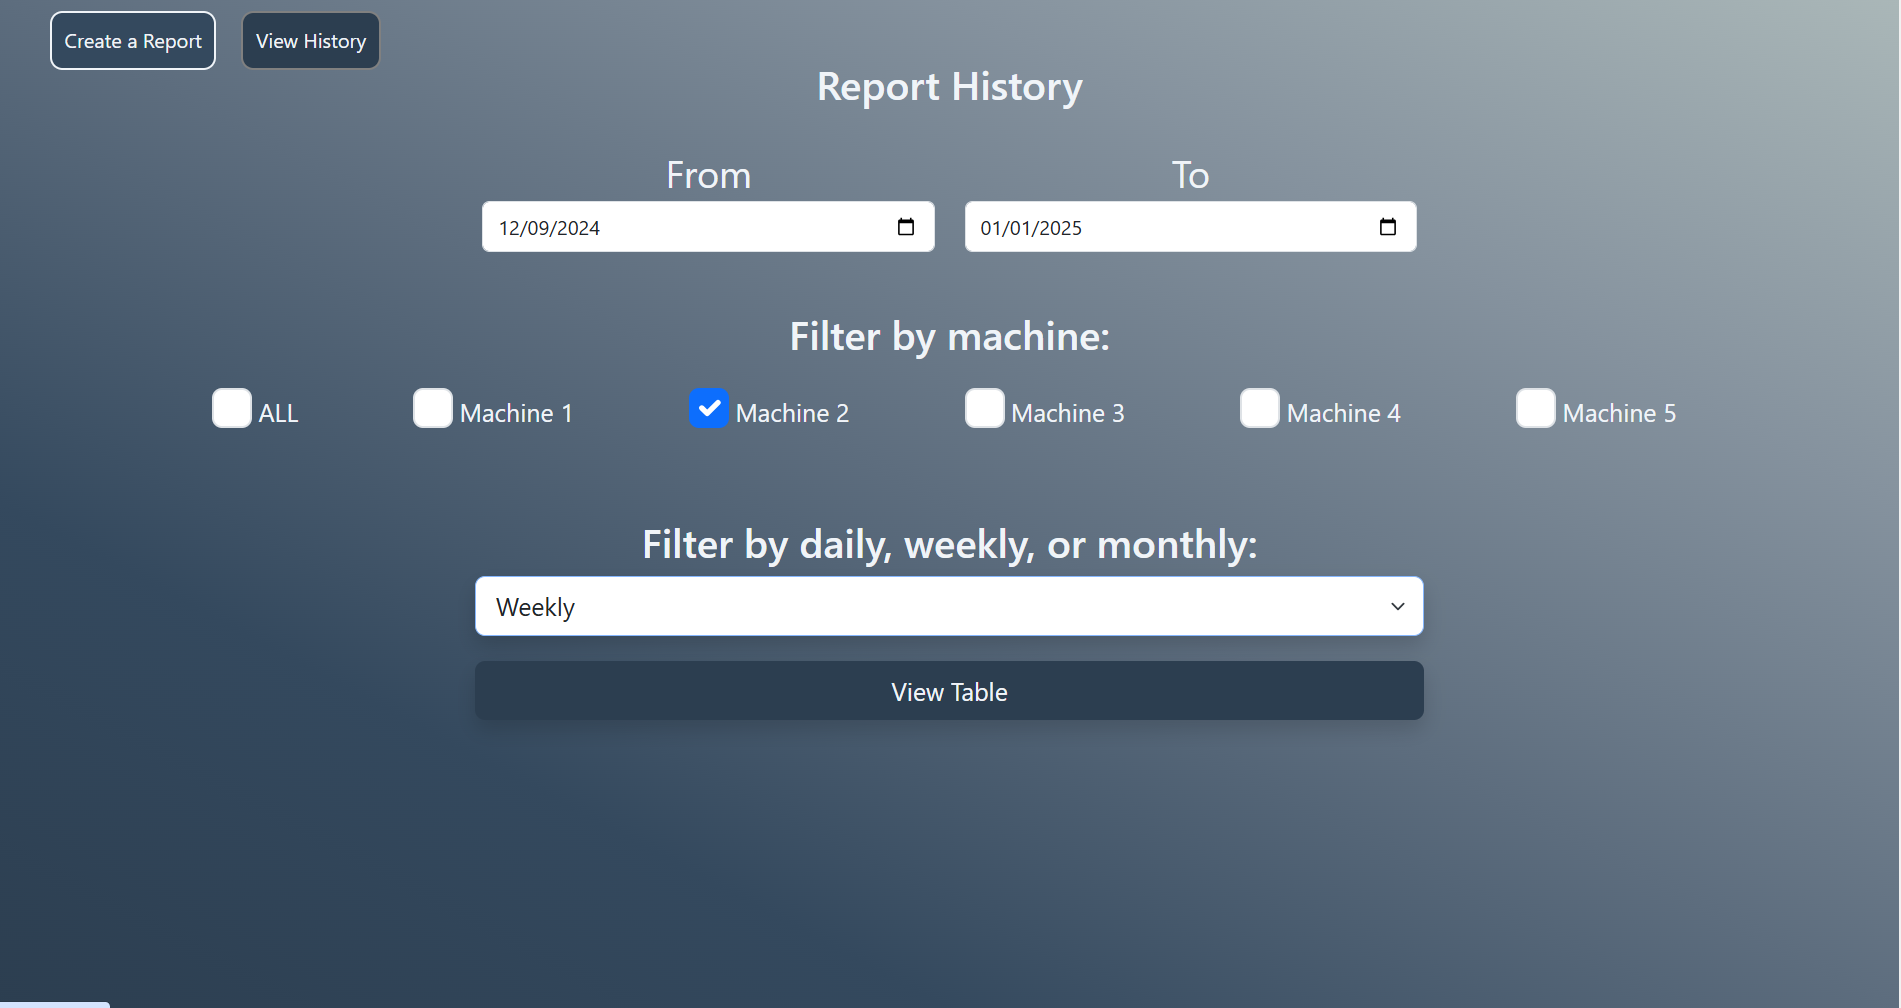 Create a Report View History
Report History
From To
12/09/2024 01/01/2025
Filter by machine:
ALL Machine 1 Machine 2 Machine 3 Machine 4 Machine 5
Filter by daily, weekly, or monthly:
Weekly
View Table